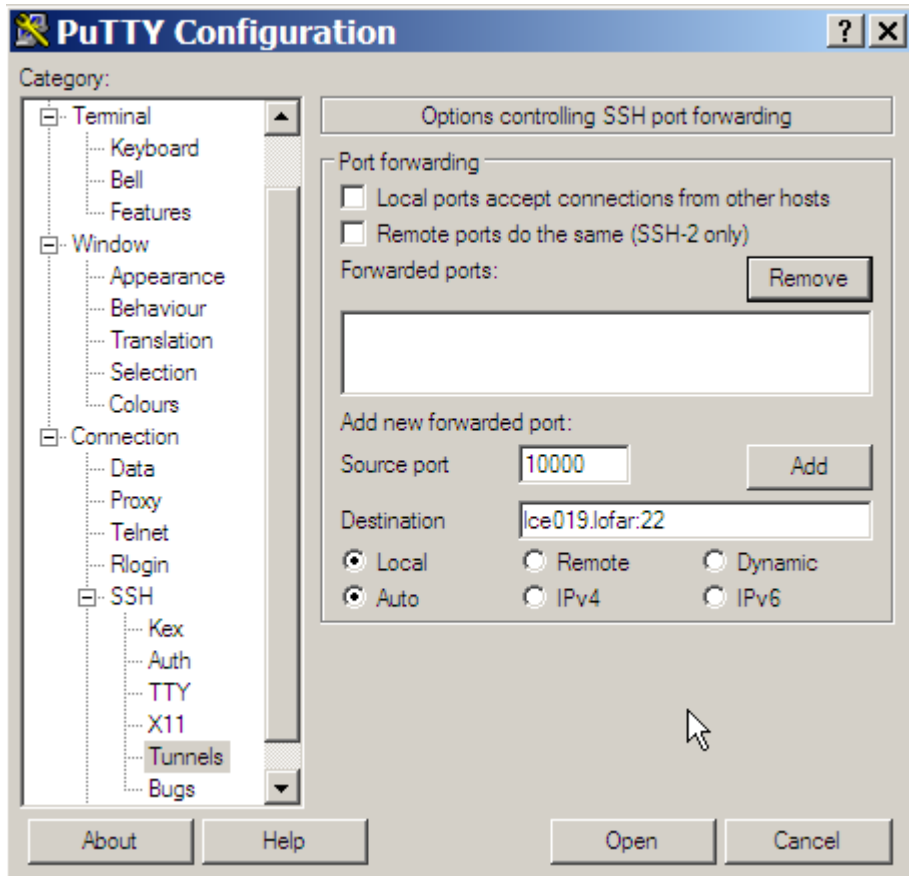 PuTTY Configuration
? X
Category:
Terminal
Keyboard
Bell
Features
Window
Appearance
Behaviour
Translation
Selection
Colours
Connection
Data
Proxy
Telnet
Rlogin
SSH
Kex
Auth
TTY
X11
Tunnels
Bugs
Options controlling SSH port forwarding
Port forwarding
Local ports accept connections from other hosts
Remote ports do the same (SSH-2 only)
Forwarded ports:
Remove
Add new forwarded port:
Source port 10000 Add
Destination lce019.lofar:22
Local Remote Dynamic
Auto IPv4 IPv6
About Help Open Cancel